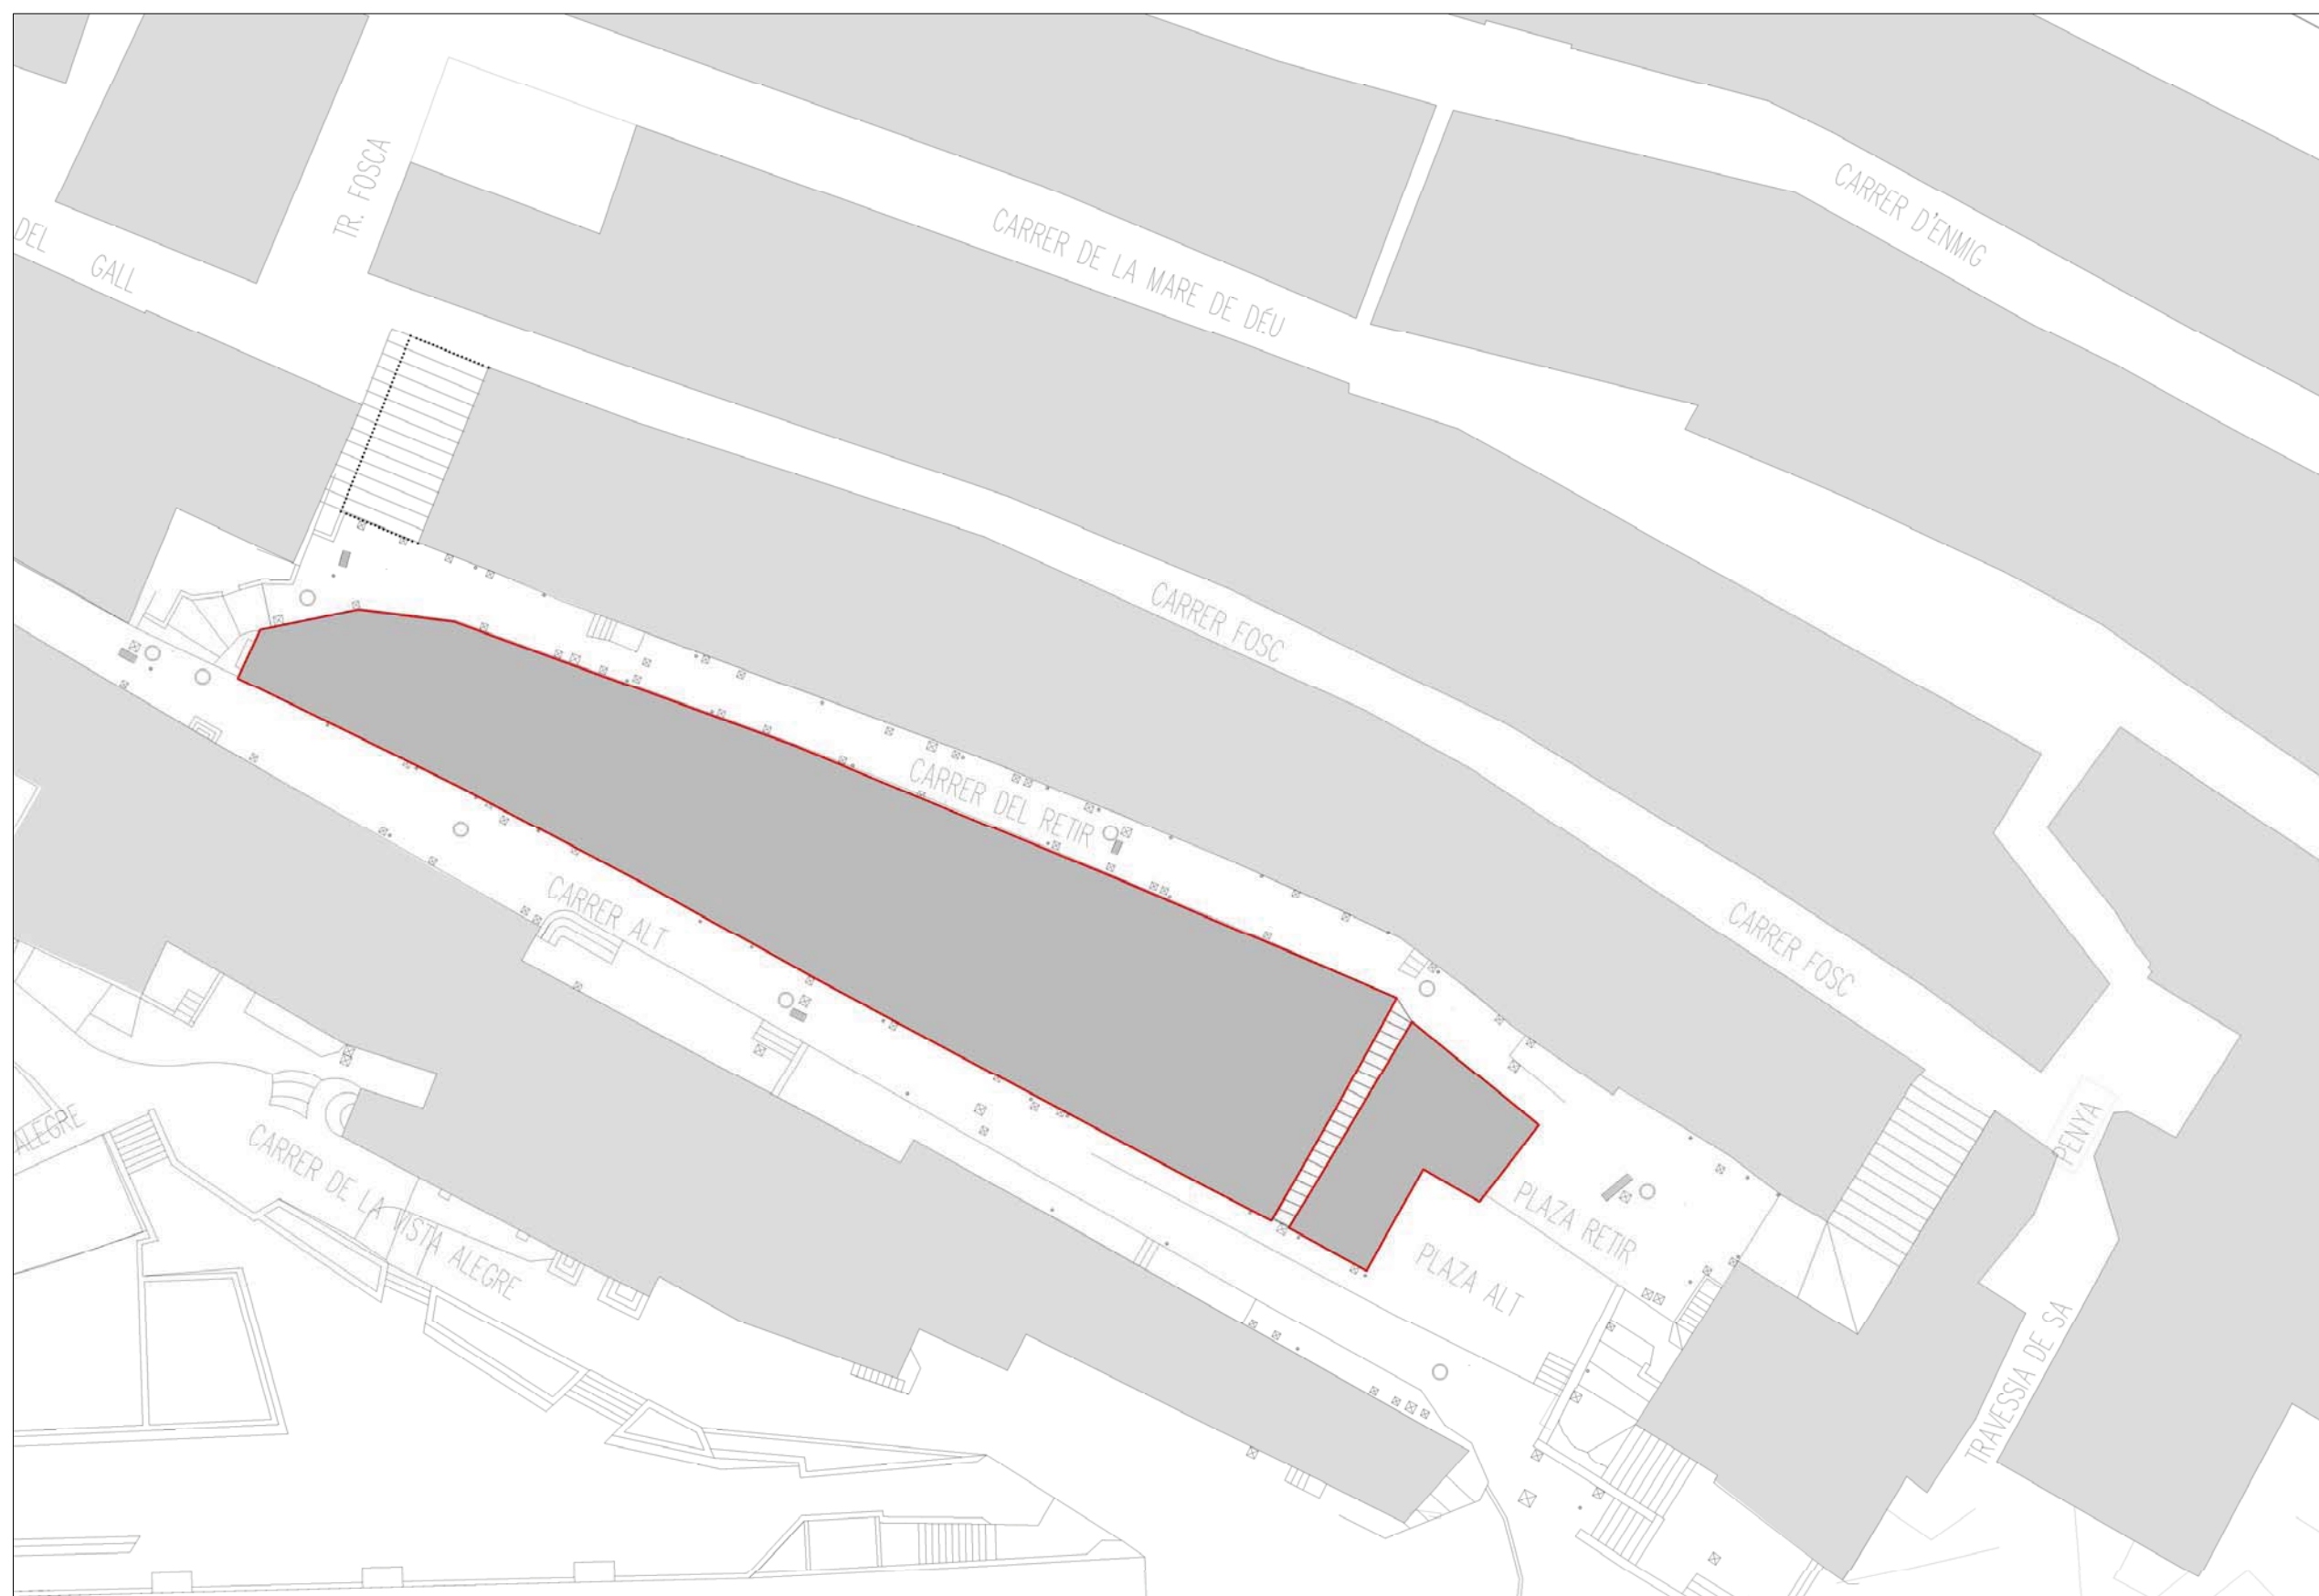 TR. FOSCA
CARRER D'ENMIG
CARRER DE LA MARE DE DÉU
DEL GALL
CARRER FOSC
CARRER DEL RETIR
CARRER ALT
CARRER FOSC
ALEGRE
CARRER DE LA VISTA ALEGRE
PENYA
PLAZA RETIR
PLAZA ALT
TRAVESSIA DE SA